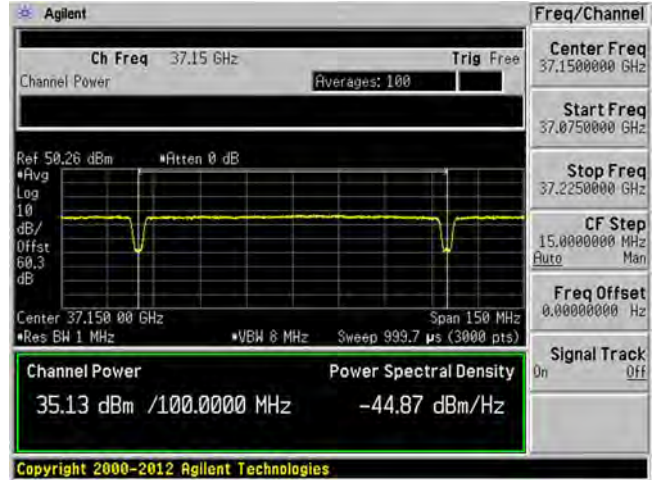 Agilent
Freq/Channel
Ch Freq 37.15 GHz Trig Free
Channel Power Averages: 100
Center Freq
37.1500000 GHz
Start Freq
37.0750000 GHz
Stop Freq
37.2250000 GHz
CF Step
15.0000000 MHz
Auto Man
Freq Offset
0.00000000 Hz
Signal Track
On Off
Ref 50.26 dBm *Atten 0 dB
*Avg
Log
10
dB/
Offst
60.3
dB
Center 37.150 00 GHz Span 150 MHz
*Res BW 1 MHz *VBW 8 MHz Sweep 999.7 µs (3000 pts)
Channel Power Power Spectral Density
35.13 dBm /100.0000 MHz -44.87 dBm/Hz
Copyright 2000-2012 Agilent Technologies